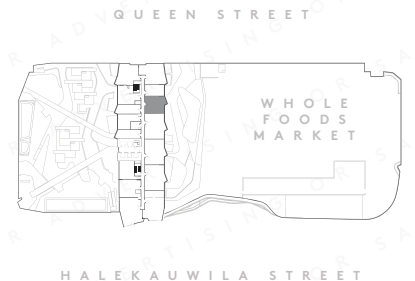 QUEEN STREET
WHOLE
FOODS
MARKET
HALEKAUWILA STREET